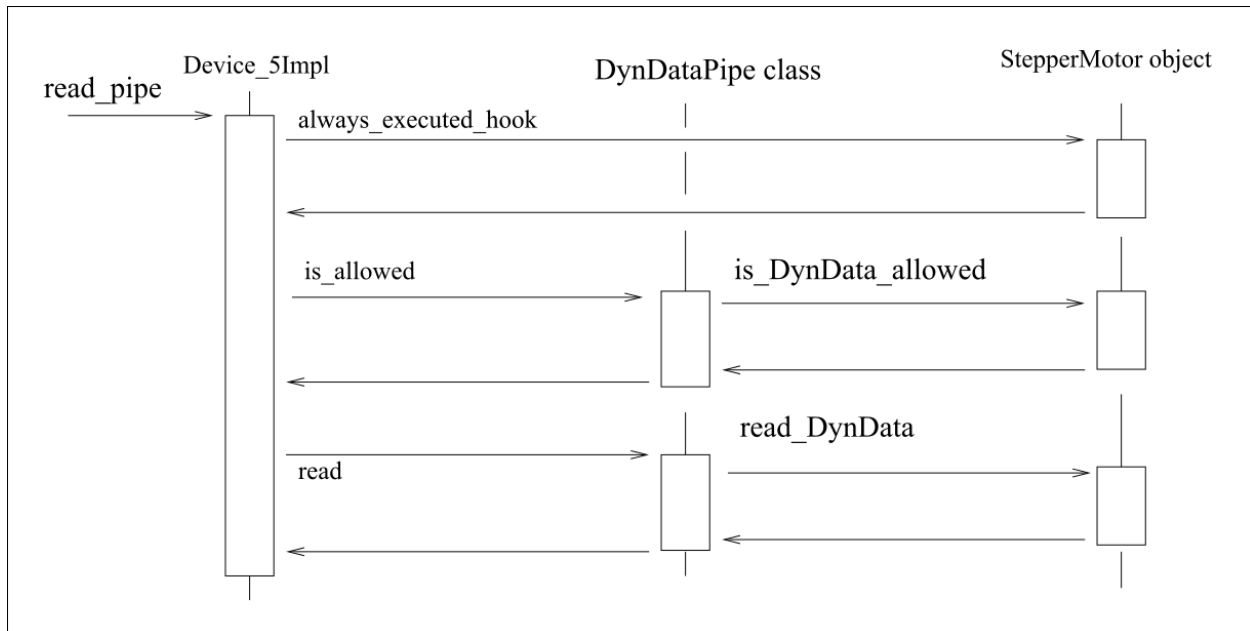 Device_5Impl
DynDataPipe class
StepperMotor object
read_pipe
always_executed_hook
is_allowed
is_DynData_allowed
read_DynData
read